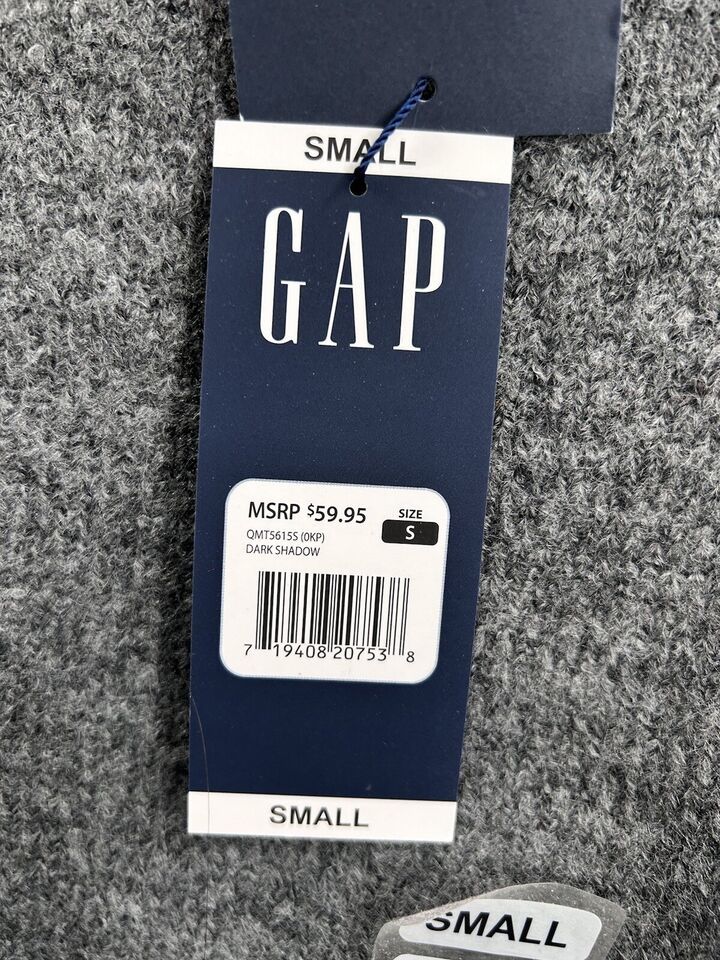 SMALL
GAP
MSRP $59.95
SIZE
S
QMT5615S (0KP)
DARK SHADOW
7 19408 20753 8
SMALL
SMALL